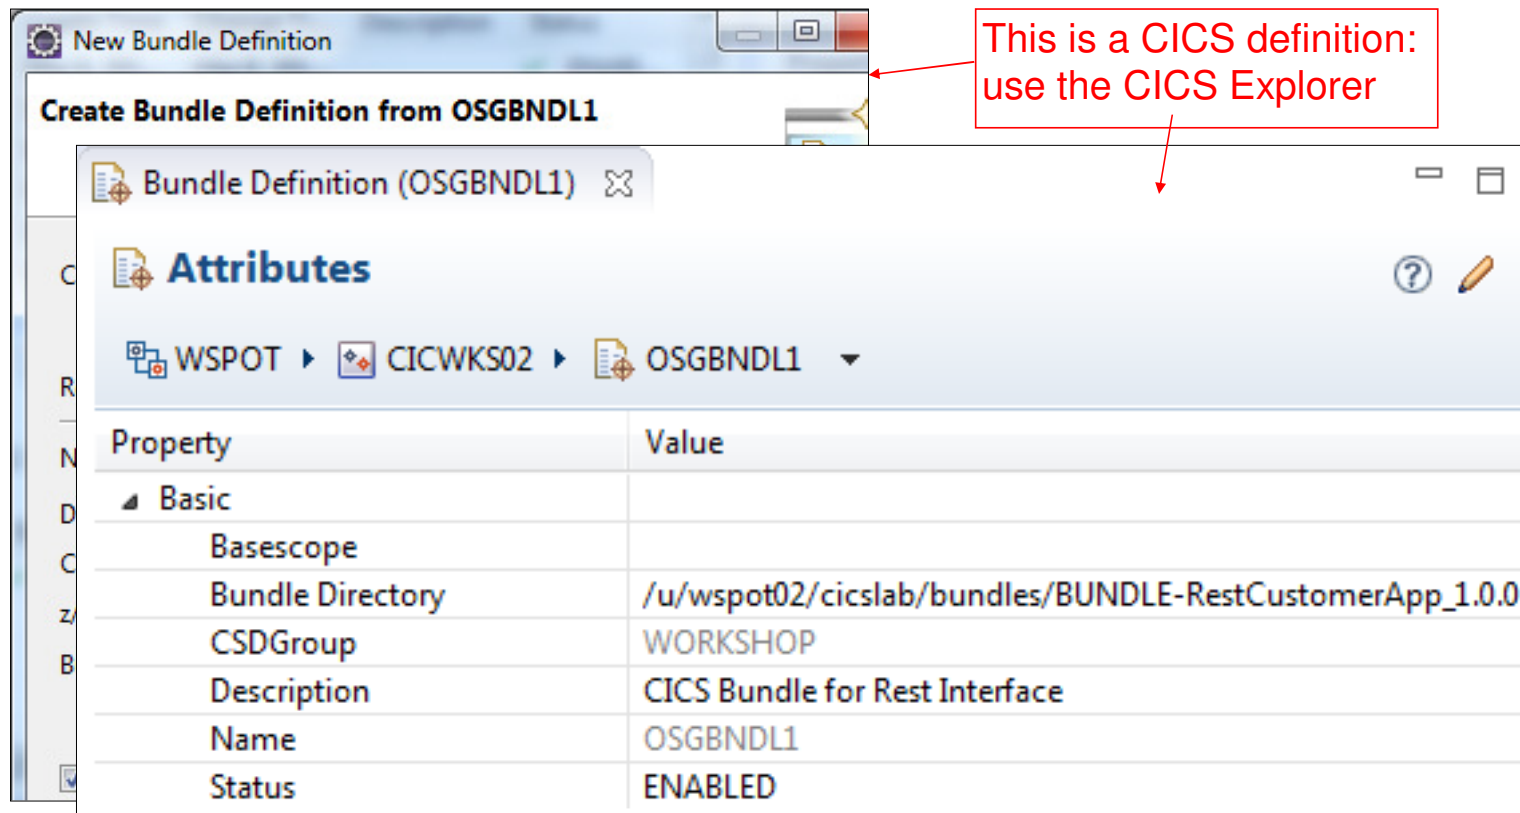 New Bundle Definition
This is a CICS definition:
use the CICS Explorer
Create Bundle Definition from OSGBNDL1
Bundle Definition (OSGBNDL1)
Attributes
WSPOT CICWKS02 OSGBNDL1
Property Value
Basic
Basescope
Bundle Directory /u/wspot02/cicslab/bundles/BUNDLE-RestCustomerApp_1.0.0
CSDGroup WORKSHOP
Description CICS Bundle for Rest Interface
Name OSGBNDL1
Status ENABLED
C
R
N
D
C
z/
B